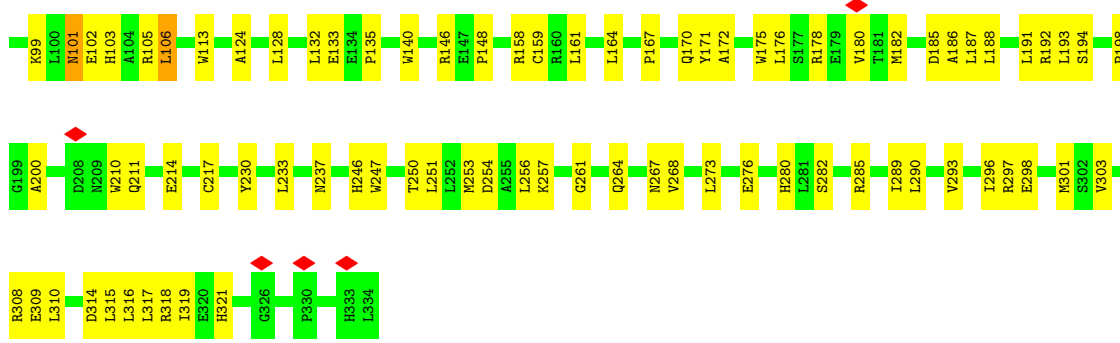 K99 L100 N101 E102 H103 A104 R105 L106 W113 A124 L128 L132 E133 E134 P135 W140 R146 E147 P148 R158 C159 R160 L161 L164 P167 Q170 Y171 A172 W175 L176 S177 R178 E179 V180 T181 M182 D185 A186 L187 L188 L191 R192 L193 S194
G199 A200 D208 N209 W210 Q211 E214 C217 Y230 L233 N237 H246 W247 T250 L251 L252 M253 D254 A255 L256 K257 G261 Q264 N267 V268 L273 E276 H280 L281 S282 R285 I289 L290 V293 I296 R297 E298 M301 S302 V303
R308 E309 L310 D314 L315 L316 L317 R318 I319 E320 H321 G326 P330 H333 L334